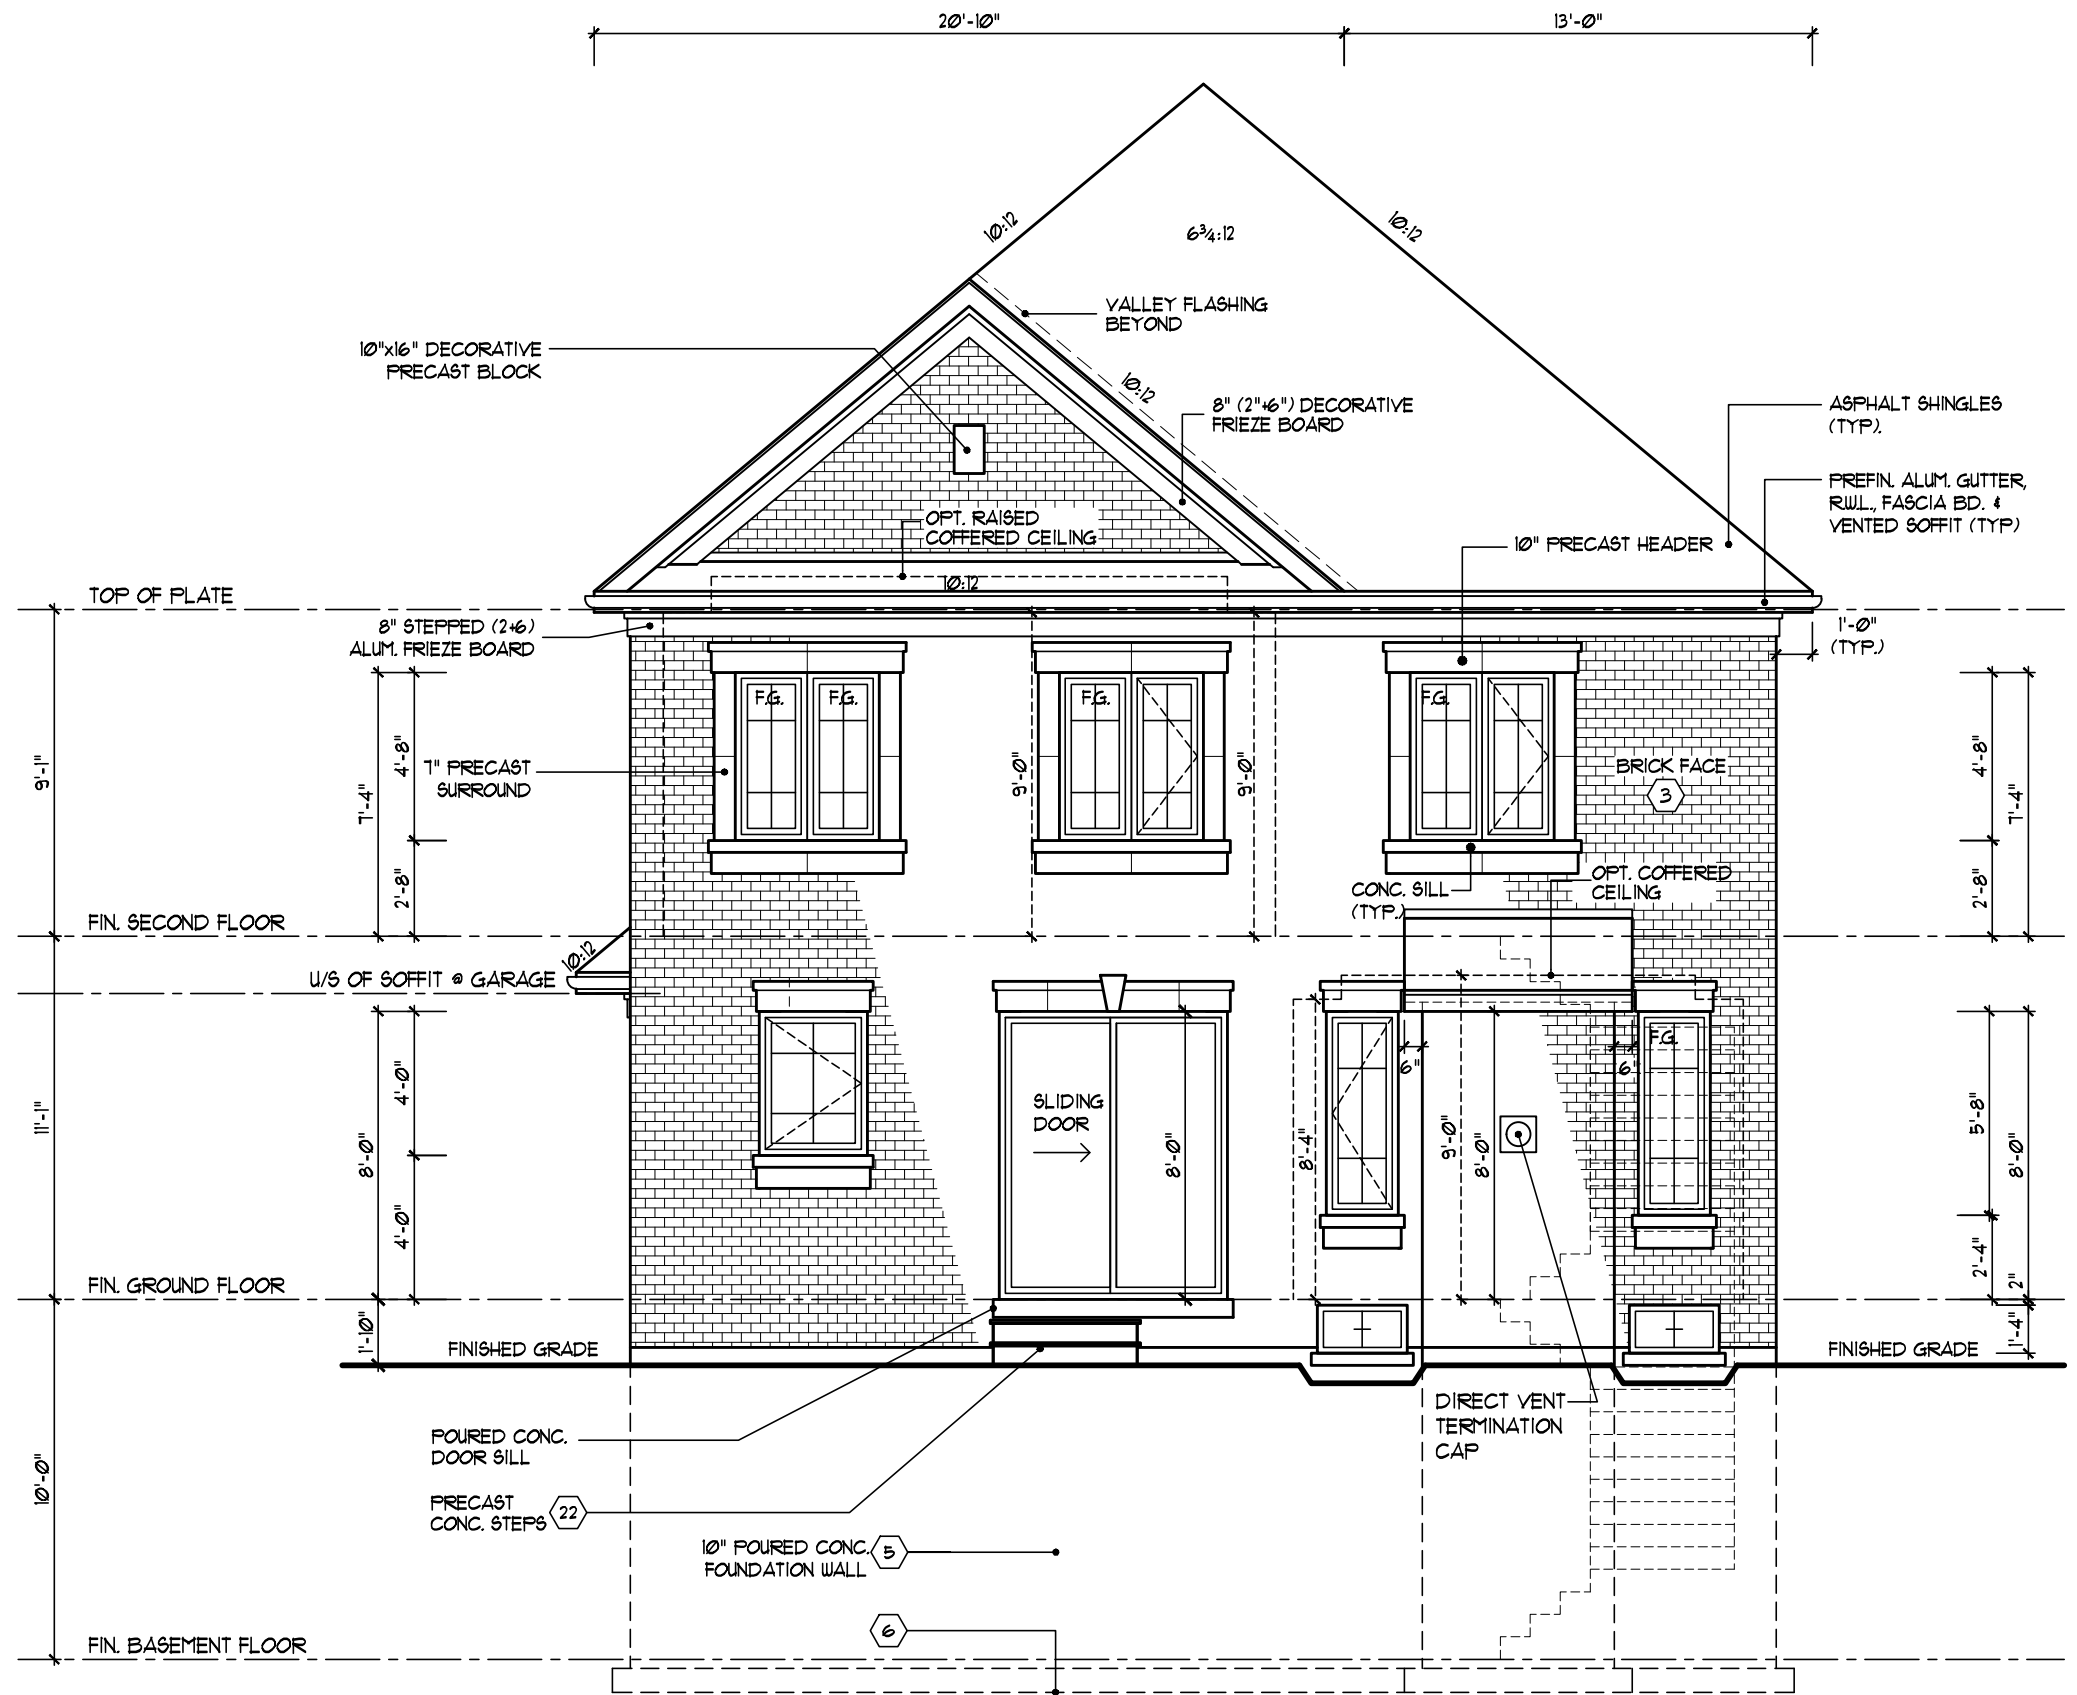 20'-10"
13'-0"
10:12
6¾:12
10:12
VALLEY FLASHING
BEYOND
10"x16" DECORATIVE
PRECAST BLOCK
10:12
8" (2"+6") DECORATIVE
FRIEZE BOARD
ASPHALT SHINGLES
(TYP).
PREFIN. ALUM. GUTTER,
R.W.L., FASCIA BD. &
VENTED SOFFIT (TYP)
OPT. RAISED
COFFERED CEILING
10" PRECAST HEADER
10:12
TOP OF PLATE
8" STEPPED (2+6)
ALUM. FRIEZE BOARD
1'-0"
(TYP.)
F.G.
F.G.
F.G.
F.G.
9'-1"
7'-4"
4'-8"
7" PRECAST
SURROUND
9'-0"
9'-0"
BRICK FACE
3
4'-8"
7'-4"
2'-8"
CONC. SILL
(TYP.)
OPT. COFFERED
CEILING
2'-8"
FIN. SECOND FLOOR
10:12
U/S OF SOFFIT @ GARAGE
F.G.
6"
6"
11'-1"
8'-0"
4'-0"
4'-0"
SLIDING
DOOR
8'-0"
8'-4"
9'-0"
8'-0"
5'-8"
8'-0"
2'-4"
2"
FIN. GROUND FLOOR
1'-10"
FINISHED GRADE
1'-4"
FINISHED GRADE
DIRECT VENT
TERMINATION
CAP
POURED CONC.
DOOR SILL
10'-0"
PRECAST
CONC. STEPS
22
10" POURED CONC.
FOUNDATION WALL
5
6
FIN. BASEMENT FLOOR